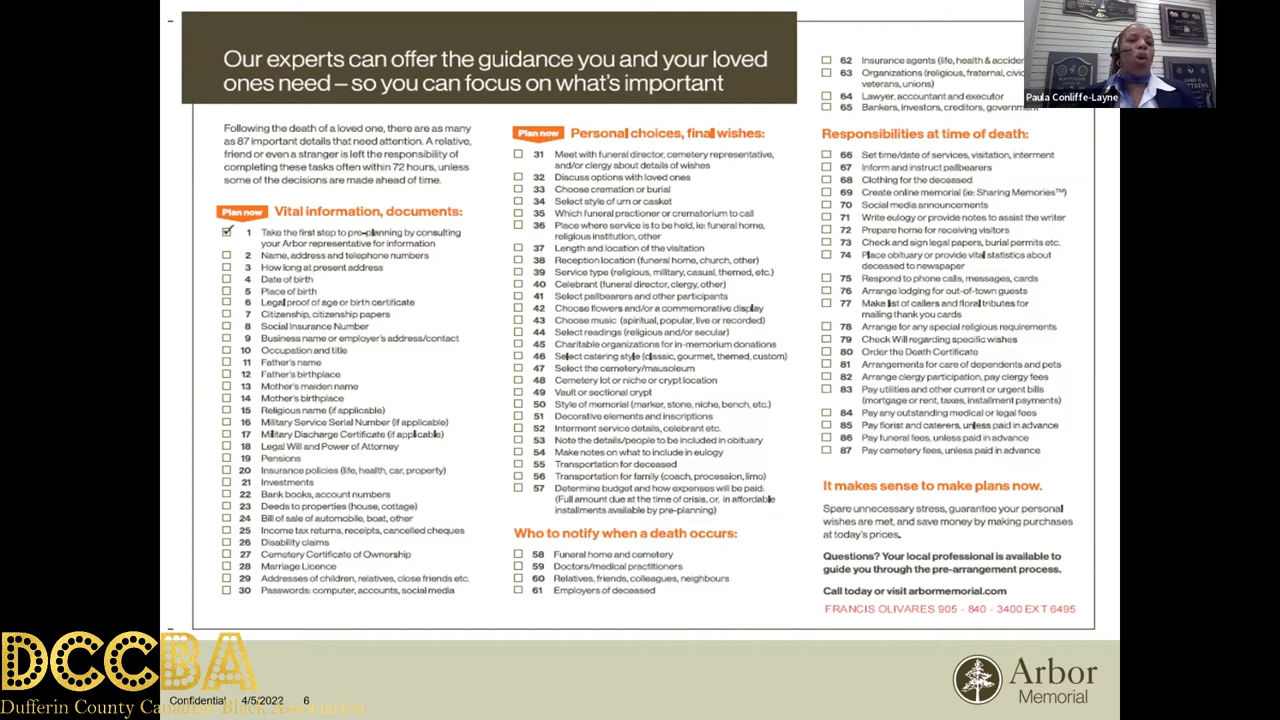 Our experts can offer the guidance you and your loved
ones need – so you can focus on what's important
Following the death of a loved one, there are as many
as 87 important details that need attention. A relative,
friend or even a stranger is left the responsibility of
completing these tasks often within 72 hours, unless
some of the decisions are made ahead of time.
Plan now Vital information, documents:
1 Take the first step to pre-planning by consulting
your Arbor representative for information
2 Name, address and telephone numbers
3 How long at present address
4 Date of birth
5 Place of birth
6 Legal proof of age or birth certificate
7 Citizenship, citizenship papers
8 Social Insurance Number
9 Business name or employer's address/contact
10 Occupation and title
11 Father's name
12 Father's birthplace
13 Mother's maiden name
14 Mother's birthplace
15 Religious name (if applicable)
16 Military Service Serial Number (if applicable)
17 Military Discharge Certificate (if applicable)
18 Legal Will and Power of Attorney
19 Pensions
20 Insurance policies (life, health, car, property)
21 Investments
22 Bank books, account numbers
23 Deeds to properties (house, cottage)
24 Bill of sale of automobile, boat, other
25 Income tax returns, receipts, cancelled cheques
26 Disability claims
27 Cemetery Certificate of Ownership
28 Marriage Licence
29 Addresses of children, relatives, close friends etc.
30 Passwords: computer, accounts, social media
Plan now Personal choices, final wishes:
31 Meet with funeral director, cemetery representative,
and/or clergy about details of wishes
32 Discuss options with loved ones
33 Choose cremation or burial
34 Select style of urn or casket
35 Which funeral practioner or crematorium to call
36 Place where service is to be held, ie: funeral home,
religious institution, other
37 Length and location of the visitation
38 Reception location (funeral home, church, other)
39 Service type (religious, military, casual, themed, etc.)
40 Celebrant (funeral director, clergy, other)
41 Select pallbearers and other participants
42 Choose flowers and/or a commemorative display
43 Choose music (spiritual, popular, live or recorded)
44 Select readings (religious and/or secular)
45 Charitable organizations for in-memorium donations
46 Select catering style (classic, gourmet, themed, custom)
47 Select the cemetery/mausoleum
48 Cemetery lot or niche or crypt location
49 Vault or sectional crypt
50 Style of memorial (marker, stone, niche, bench, etc.)
51 Decorative elements and inscriptions
52 Interment service details, celebrant etc.
53 Note the details/people to be included in obituary
54 Make notes on what to include in eulogy
55 Transportation for deceased
56 Transportation for family (coach, procession, limo)
57 Determine budget and how expenses will be paid:
(Full amount due at the time of crisis, or, in affordable
installments available by pre-planning)
Who to notify when a death occurs:
58 Funeral home and cemetery
59 Doctors/medical practitioners
60 Relatives, friends, colleagues, neighbours
61 Employers of deceased
62 Insurance agents (life, health & acciden
63 Organizations (religious, fraternal, civic
veterans, unions)
64 Lawyer, accountant and executor
65 Bankers, investors, creditors, governm
Responsibilities at time of death:
66 Set time/date of services, visitation, interment
67 Inform and instruct pallbearers
68 Clothing for the deceased
69 Create online memorial (ie: Sharing Memories™)
70 Social media announcements
71 Write eulogy or provide notes to assist the writer
72 Prepare home for receiving visitors
73 Check and sign legal papers, burial permits etc.
74 Place obituary or provide vital statistics about
deceased to newspaper
75 Respond to phone calls, messages, cards
76 Arrange lodging for out-of-town guests
77 Make list of callers and floral tributes for
mailing thank you cards
78 Arrange for any special religious requirements
79 Check Will regarding specific wishes
80 Order the Death Certificate
81 Arrangements for care of dependents and pets
82 Arrange clergy participation, pay clergy fees
83 Pay utilities and other current or urgent bills
(mortgage or rent, taxes, installment payments)
84 Pay any outstanding medical or legal fees
85 Pay florist and caterers, unless paid in advance
86 Pay funeral fees, unless paid in advance
87 Pay cemetery fees, unless paid in advance
It makes sense to make plans now.
Spare unnecessary stress, guarantee your personal
wishes are met, and save money by making purchases
at today's prices.
Questions? Your local professional is available to
guide you through the pre-arrangement process.
Call today or visit arbormemorial.com
FRANCIS OLIVARES 905 - 840 - 3400 EXT 6495
Paula Conliffe-Layne
Arbor
Memorial
DCCBA
Confidential 4/5/2022 6
Dufferin County Canadian Black Association